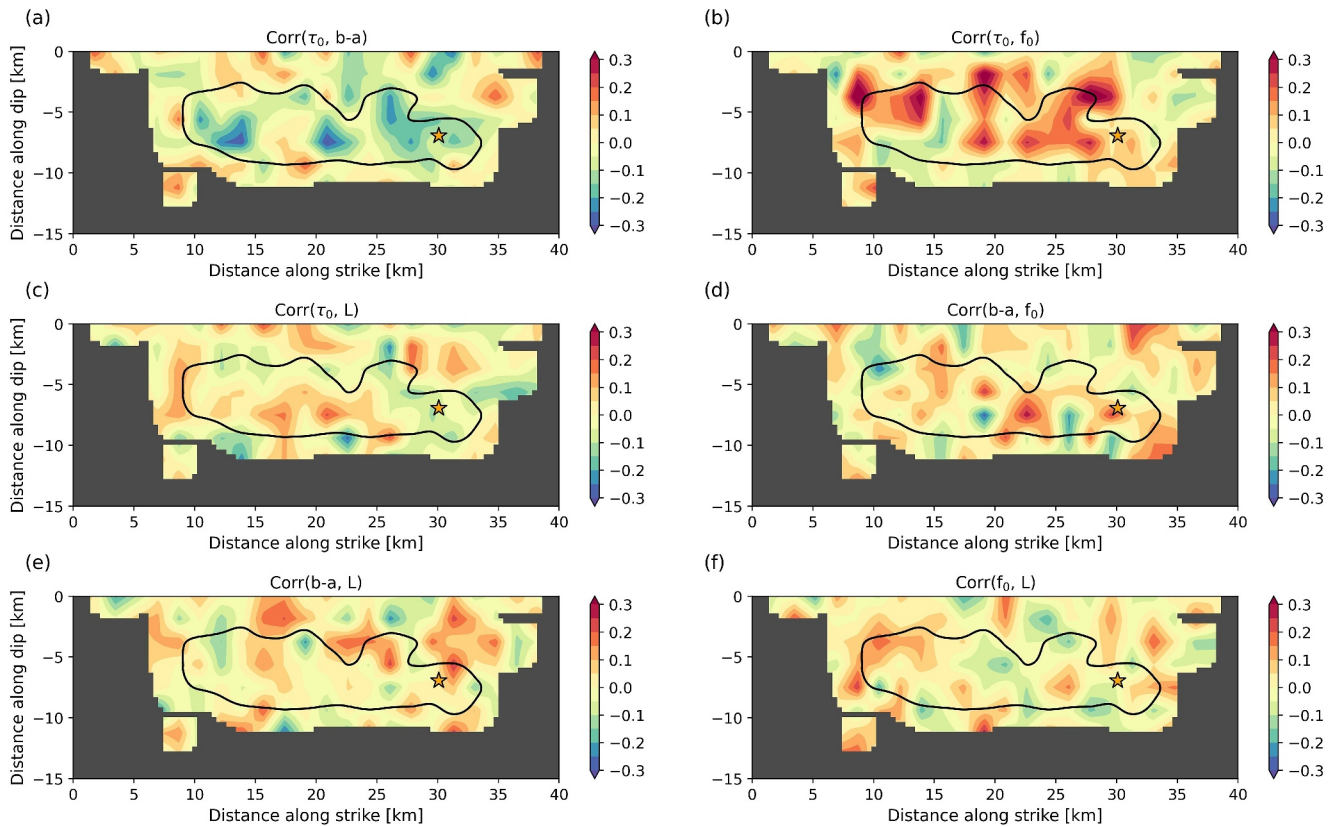 (a)
Corr(τ₀, b-a)
Distance along dip [km]
0
−5
−10
−15
0 5 10 15 20 25 30 35 40
Distance along strike [km]
0.3
0.2
0.1
0.0
−0.1
−0.2
−0.3
(b)
Corr(τ₀, f₀)
0
−5
−10
−15
0 5 10 15 20 25 30 35 40
Distance along strike [km]
0.3
0.2
0.1
0.0
−0.1
−0.2
−0.3
(c)
Corr(τ₀, L)
Distance along dip [km]
0
−5
−10
−15
0 5 10 15 20 25 30 35 40
Distance along strike [km]
0.3
0.2
0.1
0.0
−0.1
−0.2
−0.3
(d)
Corr(b-a, f₀)
0
−5
−10
−15
0 5 10 15 20 25 30 35 40
Distance along strike [km]
0.3
0.2
0.1
0.0
−0.1
−0.2
−0.3
(e)
Corr(b-a, L)
Distance along dip [km]
0
−5
−10
−15
0 5 10 15 20 25 30 35 40
Distance along strike [km]
0.3
0.2
0.1
0.0
−0.1
−0.2
−0.3
(f)
Corr(f₀, L)
0
−5
−10
−15
0 5 10 15 20 25 30 35 40
Distance along strike [km]
0.3
0.2
0.1
0.0
−0.1
−0.2
−0.3